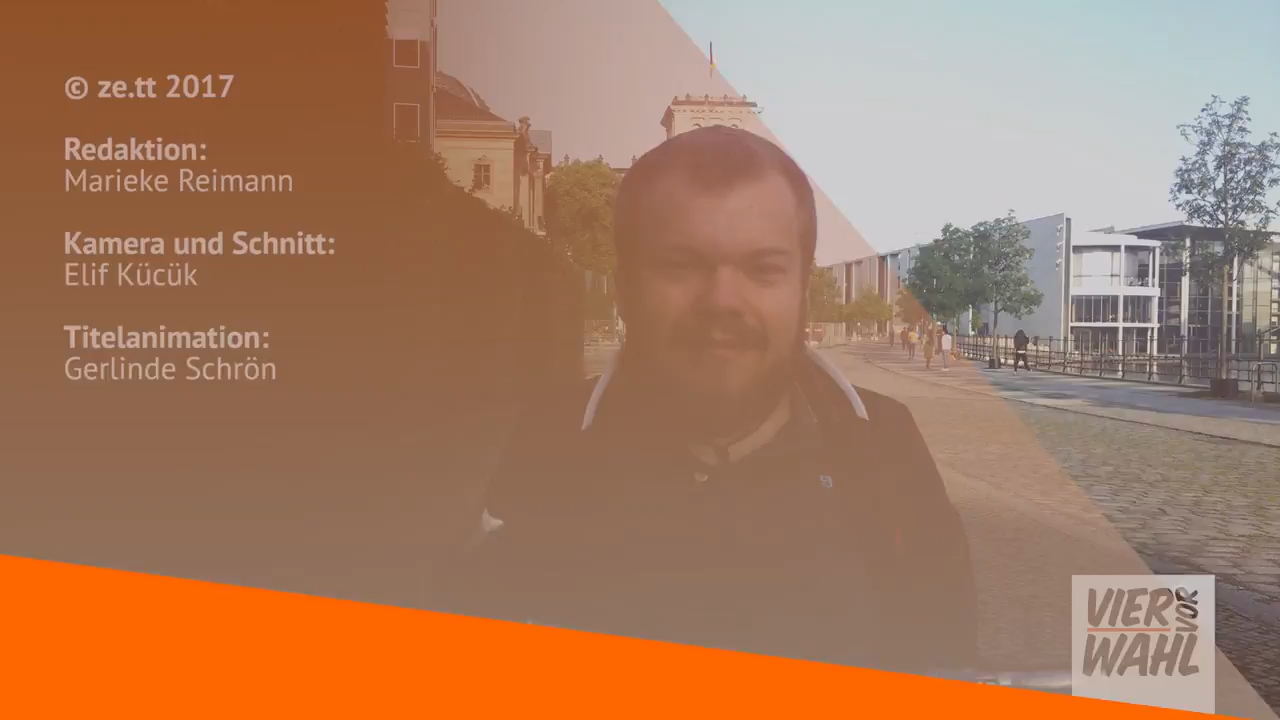 © ze.tt 2017
Redaktion:
Marieke Reimann
Kamera und Schnitt:
Elif Kücük
Titelanimation:
Gerlinde Schrön
VIER VOR
WAHL